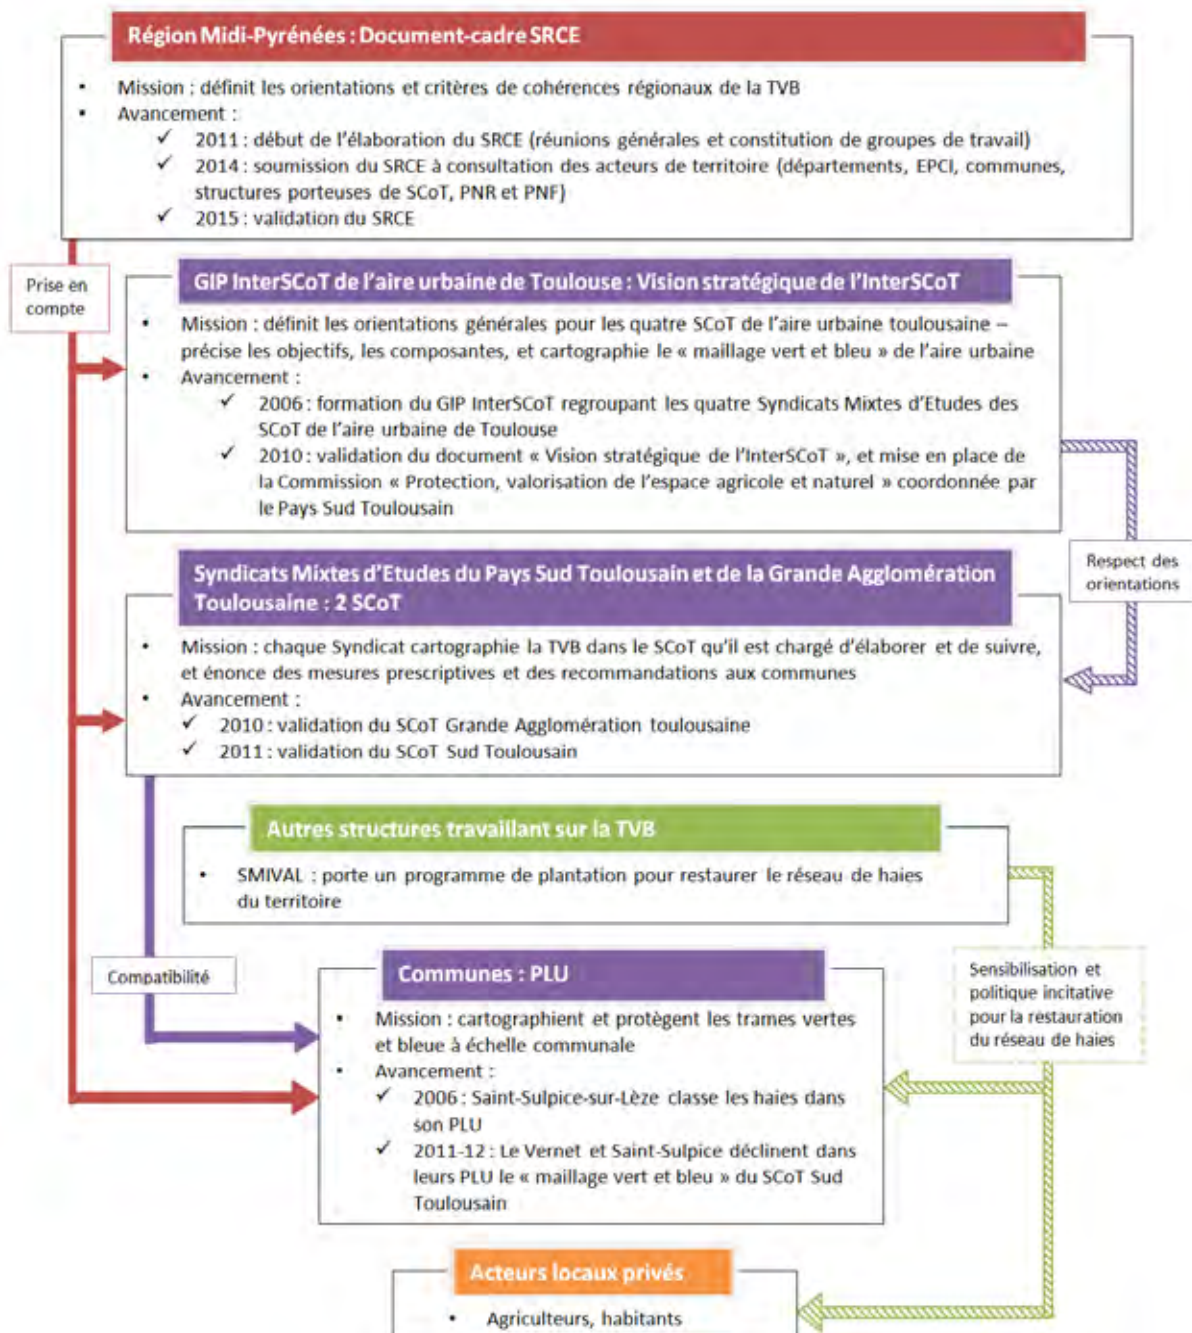 Région Midi-Pyrénées : Document-cadre SRCE
• Mission : définit les orientations et critères de cohérences régionaux de la TVB
• Avancement :
✓ 2011 : début de l'élaboration du SRCE (réunions générales et constitution de groupes de travail)
✓ 2014 : soumission du SRCE à consultation des acteurs de territoire (départements, EPCI, communes,
structures porteuses de SCoT, PNR et PNF)
✓ 2015 : validation du SRCE
Prise en
compte
GIP InterSCoT de l'aire urbaine de Toulouse : Vision stratégique de l'InterSCoT
• Mission : définit les orientations générales pour les quatre SCoT de l'aire urbaine toulousaine –
précise les objectifs, les composantes, et cartographie le « maillage vert et bleu » de l'aire urbaine
• Avancement :
✓ 2006 : formation du GIP InterSCoT regroupant les quatre Syndicats Mixtes d'Etudes des
SCoT de l'aire urbaine de Toulouse
✓ 2010 : validation du document « Vision stratégique de l'InterSCoT », et mise en place de
la Commission « Protection, valorisation de l'espace agricole et naturel » coordonnée par
le Pays Sud Toulousain
Respect des
orientations
Syndicats Mixtes d'Etudes du Pays Sud Toulousain et de la Grande Agglomération
Toulousaine : 2 SCoT
• Mission : chaque Syndicat cartographie la TVB dans le SCoT qu'il est chargé d'élaborer et de suivre,
et énonce des mesures prescriptives et des recommandations aux communes
• Avancement :
✓ 2010 : validation du SCoT Grande Agglomération toulousaine
✓ 2011 : validation du SCoT Sud Toulousain
Autres structures travaillant sur la TVB
• SMIVAL : porte un programme de plantation pour restaurer le réseau de haies
du territoire
Compatibilité
Communes : PLU
• Mission : cartographient et protègent les trames vertes
et bleue à échelle communale
• Avancement :
✓ 2006 : Saint-Sulpice-sur-Lèze classe les haies dans
son PLU
✓ 2011-12 : Le Vernet et Saint-Sulpice déclinent dans
leurs PLU le « maillage vert et bleu » du SCoT Sud
Toulousain
Sensibilisation et
politique incitative
pour la restauration
du réseau de haies
Acteurs locaux privés
• Agriculteurs, habitants